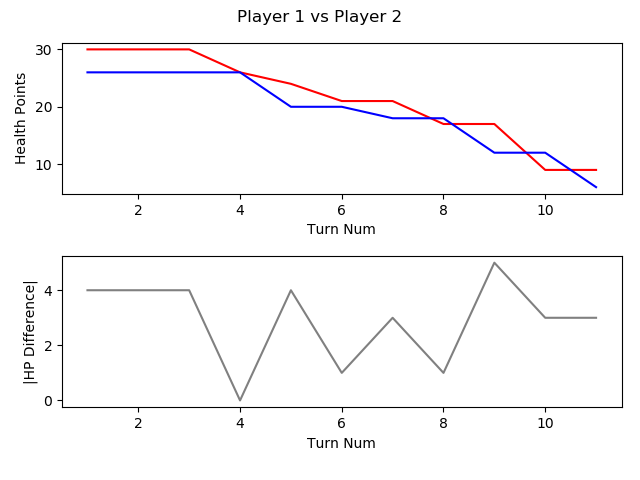 Player 1 vs Player 2
30
20
10
Health Points
2 4 6 8 10
Turn Num
4
2
0
|HP Difference|
2 4 6 8 10
Turn Num